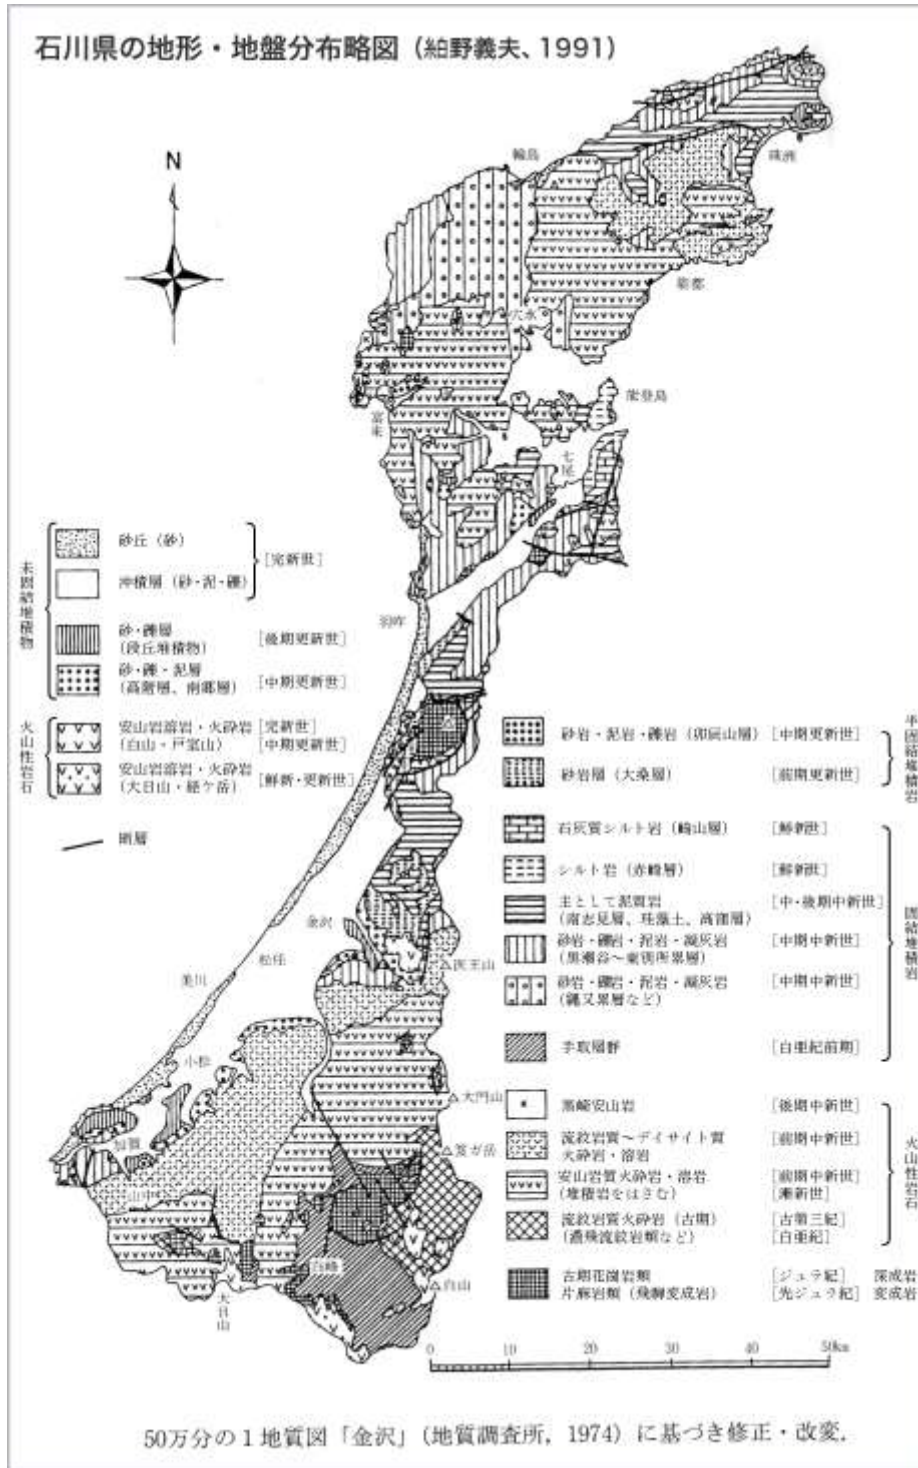 石川県の地形・地盤分布略図(絈野義夫、1991)
N
輪島
珠洲
能都
穴水
能登島
富来
七尾
羽咋
金沢
医王山
松任
美川
小松
大門山
笈ガ岳
加賀
山中
白峰
白山
大日山
未固結堆積物
砂丘(砂)
[完新世]
沖積層(砂・泥・礫)
砂・礫層
(段丘堆積物)
[後期更新世]
砂・礫・泥層
(高階層、南郷層)
[中期更新世]
火山性岩石
安山岩溶岩・火砕岩
(白山・戸室山)
[完新世]
[中期更新世]
安山岩溶岩・火砕岩
(大日山・経ケ岳)
[鮮新・更新世]
断層
砂岩・泥岩・礫岩(卯辰山層)
[中期更新世]
砂岩層(大桑層)
[前期更新世]
半固結堆積岩
石灰質シルト岩(崎山層)
[鮮新世]
シルト岩(赤崎層)
[鮮新世]
主として泥質岩
(南志見層、珪藻土、高窪層)
[中・後期中新世]
砂岩・礫岩・泥岩・凝灰岩
(黒瀬谷〜東別所累層)
[中期中新世]
砂岩・礫岩・泥岩・凝灰岩
(縄又累層など)
[中期中新世]
手取層群
[白亜紀前期]
固結堆積岩
黒崎安山岩
[後期中新世]
流紋岩質〜デイサイト質
火砕岩・溶岩
[前期中新世]
安山岩質火砕岩・溶岩
(堆積岩をはさむ)
[前期中新世]
[漸新世]
流紋岩質火砕岩(古期)
(濃飛流紋岩類など)
[古第三紀]
[白亜紀]
火山性岩石
古期花崗岩類
片麻岩類(飛騨変成岩)
[ジュラ紀]
[先ジュラ紀]
深成岩
変成岩
0 10 20 30 40 50km
50万分の1地質図「金沢」(地質調査所, 1974)に基づき修正・改変.